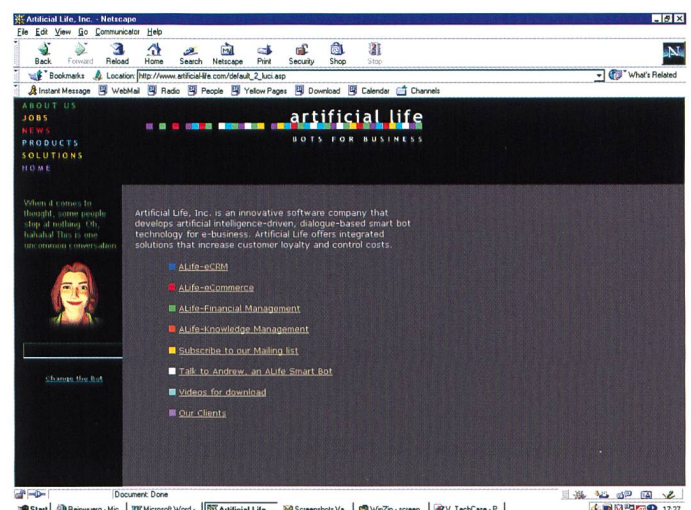 Artificial Life, Inc. - Netscape
File Edit View Go Communicator Help
Back Forward Reload Home Search Netscape Print Security Shop Stop
N
Bookmarks Location: http://www.artificial-life.com/default_2_luci.asp What's Related
Instant Message WebMail Radio People Yellow Pages Download Calendar Channels
ABOUT US
JOBS
NEWS
PRODUCTS
SOLUTIONS
HOME
artificial life
BOTS FOR BUSINESS
When it comes to
thought, some people
stop at nothing. Oh,
hahaha! This is one
uncommon conversation
Change the Bot
Artificial Life, Inc. is an innovative software company that
develops artificial intelligence-driven, dialogue-based smart bot
technology for e-business. Artificial Life offers integrated
solutions that increase customer loyalty and control costs.
ALife-eCRM
ALife-eCommerce
ALife-Financial Management
ALife-Knowledge Management
Subscribe to our Mailing list
Talk to Andrew, an ALife Smart Bot
Videos for download
Our Clients
Document: Done
Start Microsoft Word - Artificial Life Screenshots WinZip - screen V_TechCase - P 17:27